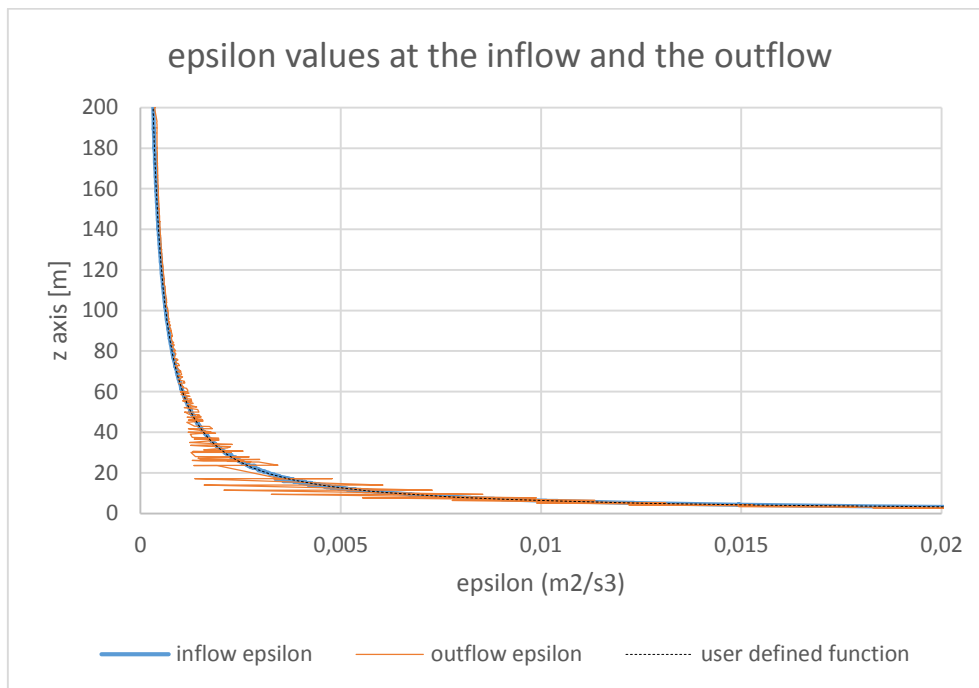 epsilon values at the inflow and the outflow
200
180
160
140
120
100
80
60
40
20
0
z axis [m]
0 0,005 0,01 0,015 0,02
epsilon (m2/s3)
inflow epsilon outflow epsilon user defined function